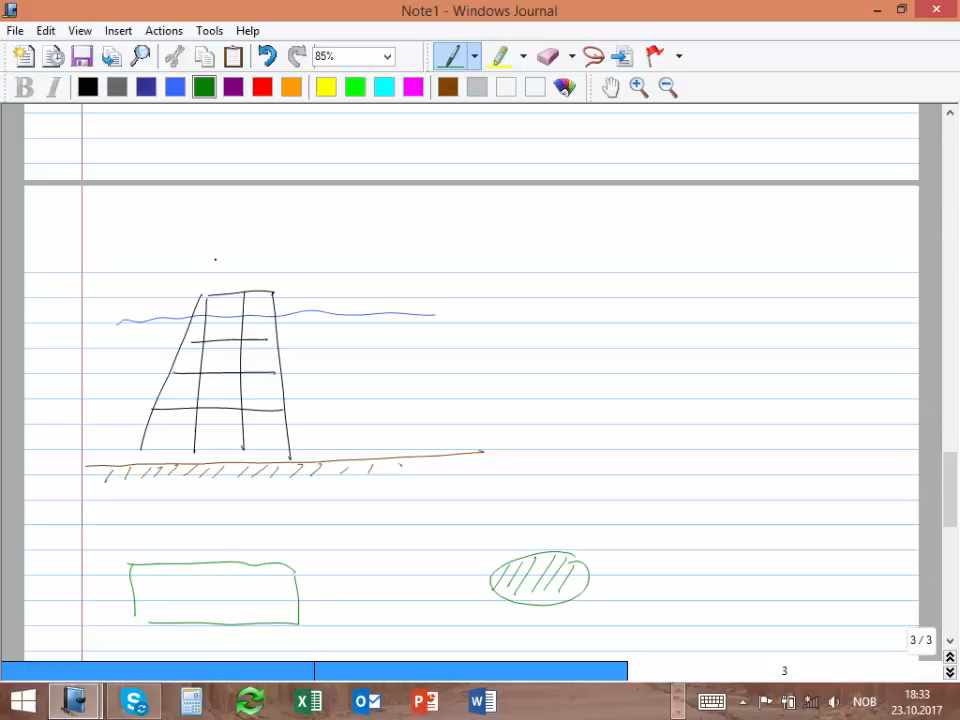 Note1 - Windows Journal
File Edit View Insert Actions Tools Help
85%
B I
3 / 3
3
NOB
18:33
23.10.2017